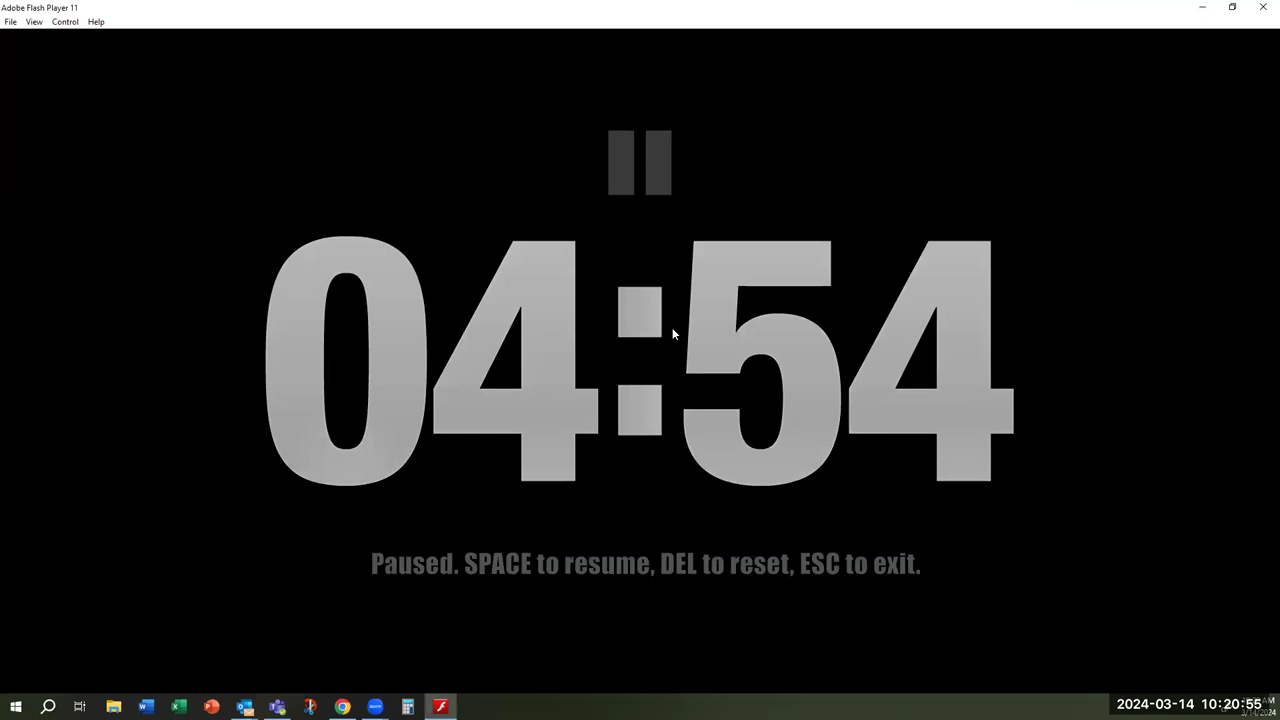 Adobe Flash Player 11
File View Control Help
04:54
Paused. SPACE to resume, DEL to reset, ESC to exit.
2024-03-14 10:20:55